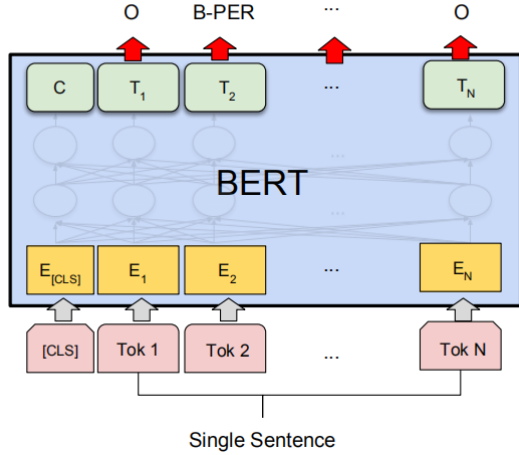 O B-PER ... O
C T1 T2 ... TN
...
BERT
...
E[CLS] E1 E2 ... EN
[CLS] Tok 1 Tok 2 ... Tok N
Single Sentence